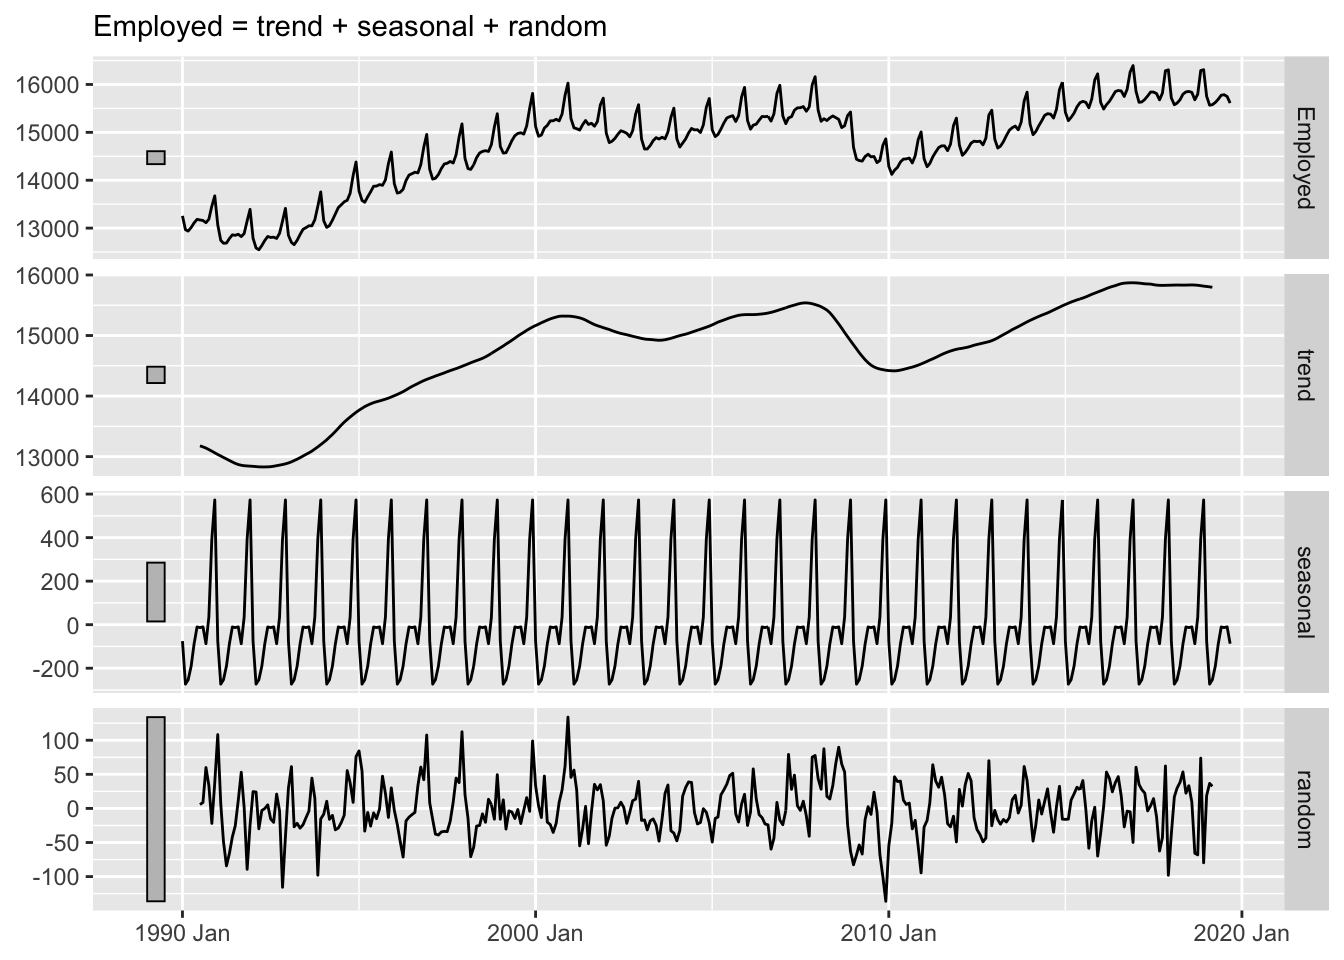 Employed = trend + seasonal + random
16000
15000
14000
13000
Employed
16000
15000
14000
13000
trend
600
400
200
0
-200
seasonal
100
50
0
-50
-100
random
1990 Jan
2000 Jan
2010 Jan
2020 Jan